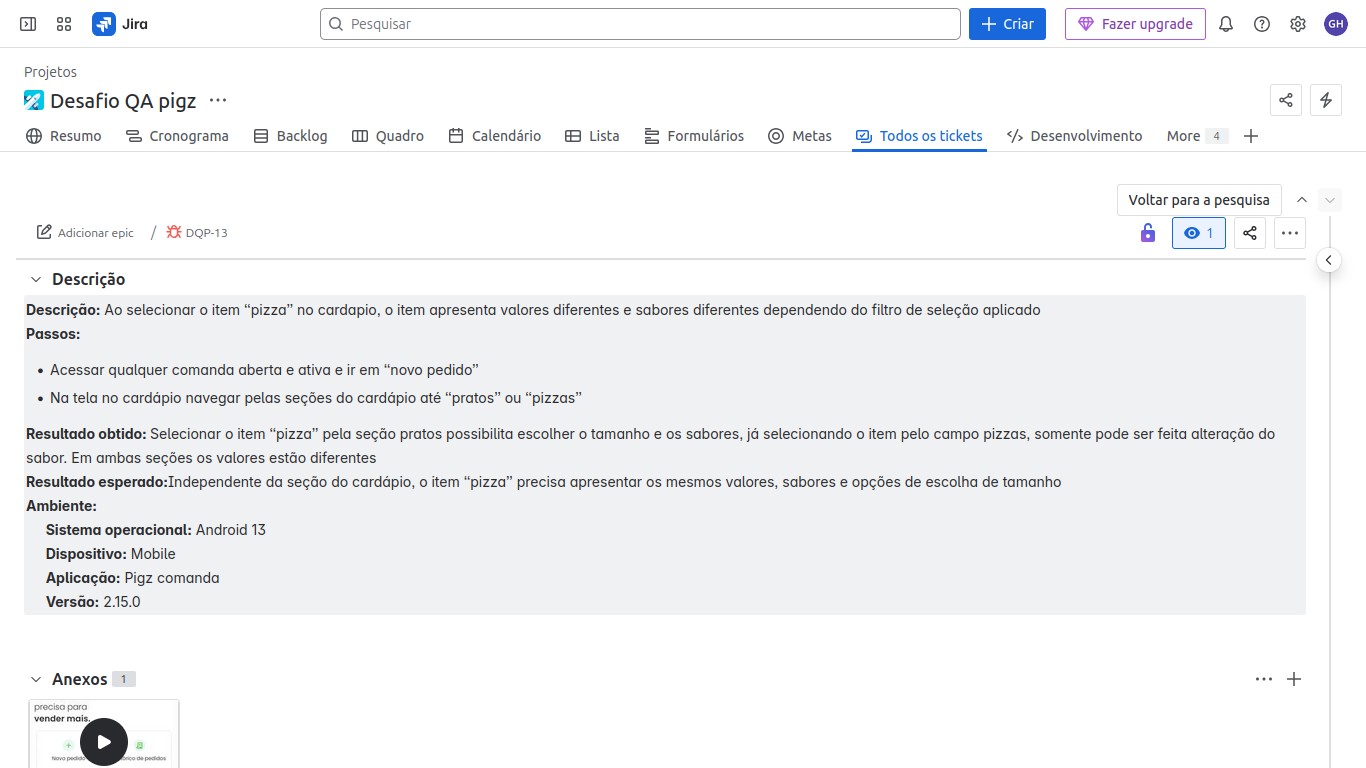 Jira
Pesquisar
Criar
Fazer upgrade
GH
Projetos
Desafio QA pigz
Resumo
Cronograma
Backlog
Quadro
Calendário
Lista
Formulários
Metas
Todos os tickets
Desenvolvimento
More 4
Voltar para a pesquisa
Adicionar epic / DQP-13
1
Descrição
Descrição: Ao selecionar o item “pizza” no cardapio, o item apresenta valores diferentes e sabores diferentes dependendo do filtro de seleção aplicado
Passos:
• Acessar qualquer comanda aberta e ativa e ir em “novo pedido”
• Na tela no cardápio navegar pelas seções do cardápio até “pratos” ou “pizzas”
Resultado obtido: Selecionar o item “pizza” pela seção pratos possibilita escolher o tamanho e os sabores, já selecionando o item pelo campo pizzas, somente pode ser feita alteração do
sabor. Em ambas seções os valores estão diferentes
Resultado esperado:Independente da seção do cardápio, o item “pizza” precisa apresentar os mesmos valores, sabores e opções de escolha de tamanho
Ambiente:
Sistema operacional: Android 13
Dispositivo: Mobile
Aplicação: Pigz comanda
Versão: 2.15.0
Anexos 1
precisa para
vender mais.
Novo pedido
de pedidos